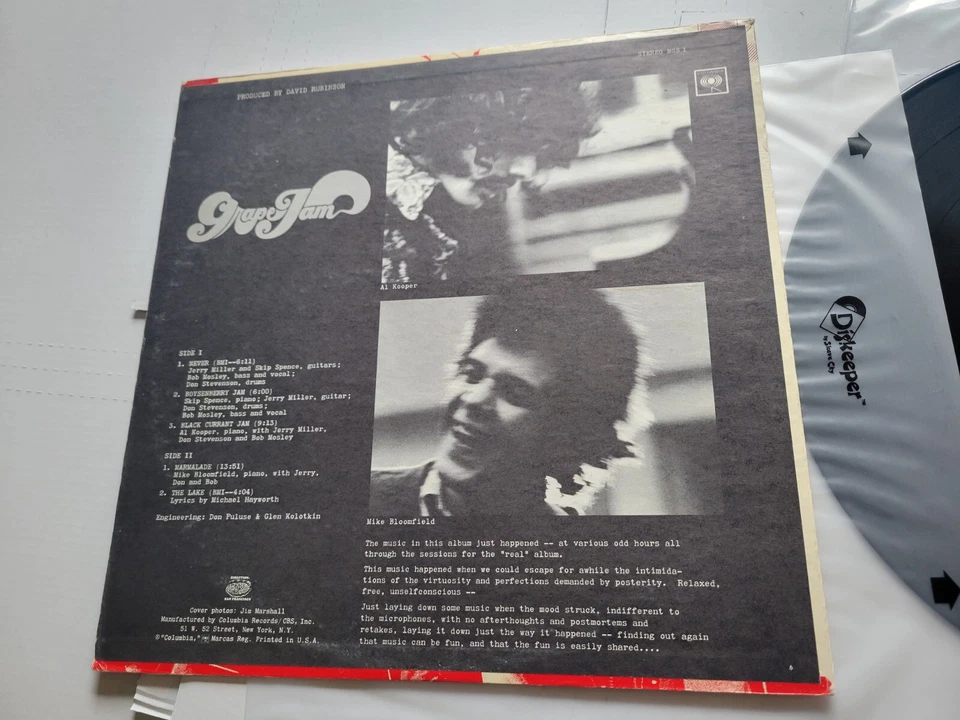 PRODUCED BY DAVID RUBINSON
STEREO MGS 1
Grape Jam
Al Kooper
Mike Bloomfield
SIDE I
1. NEVER (BMI--6:11)
Jerry Miller and Skip Spence, guitars;
Bob Mosley, bass and vocal;
Don Stevenson, drums
2. BOYSENBERRY JAM (6:00)
Skip Spence, piano; Jerry Miller, guitar;
Don Stevenson, drums;
Bob Mosley, bass and vocal
3. BLACK CURRANT JAM (9:13)
Al Kooper, piano, with Jerry Miller,
Don Stevenson and Bob Mosley
SIDE II
1. MARMALADE (13:51)
Mike Bloomfield, piano, with Jerry,
Don and Bob
2. THE LAKE (BMI--4:04)
Lyrics by Michael Hayworth
Engineering: Don Puluse & Glen Kolotkin
SAN FRANCISCO
Cover photos: Jim Marshall
Manufactured by Columbia Records/CBS, Inc.
51 W. 52 Street, New York, N.Y.
© "Columbia," Marcas Reg. Printed in U.S.A.
The music in this album just happened -- at various odd hours all
through the sessions for the "real" album.
This music happened when we could escape for awhile the intimida-
tions of the virtuosity and perfections demanded by posterity. Relaxed,
free, unselfconscious --
Just laying down some music when the mood struck, indifferent to
the microphones, with no afterthoughts and postmortems and
retakes, laying it down just the way it happened -- finding out again
that music can be fun, and that the fun is easily shared....
6
Diskeeper™
by Sleeve City